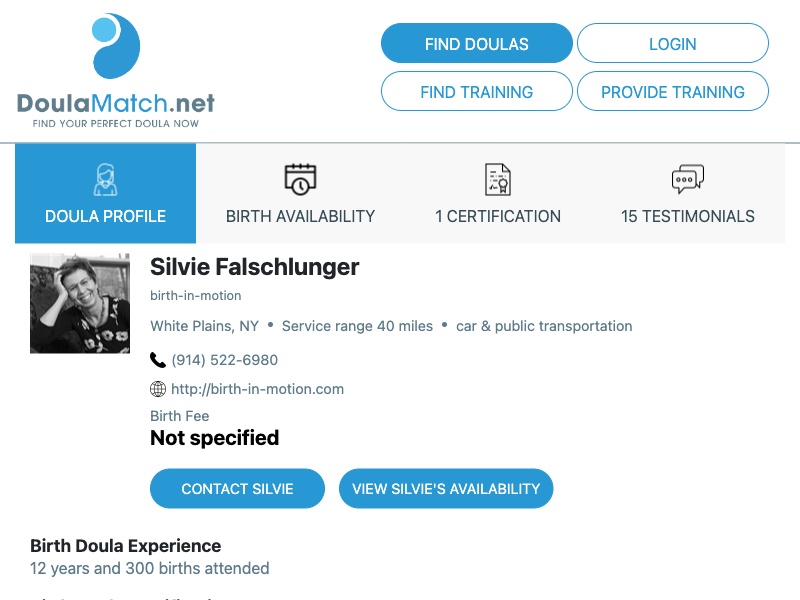 DoulaMatch.net
FIND YOUR PERFECT DOULA NOW
FIND DOULAS
LOGIN
FIND TRAINING
PROVIDE TRAINING
DOULA PROFILE
BIRTH AVAILABILITY
1 CERTIFICATION
15 TESTIMONIALS
Silvie Falschlunger
birth-in-motion
White Plains, NY • Service range 40 miles • car & public transportation
(914) 522-6980
http://birth-in-motion.com
Birth Fee
Not specified
CONTACT SILVIE
VIEW SILVIE'S AVAILABILITY
Birth Doula Experience
12 years and 300 births attended